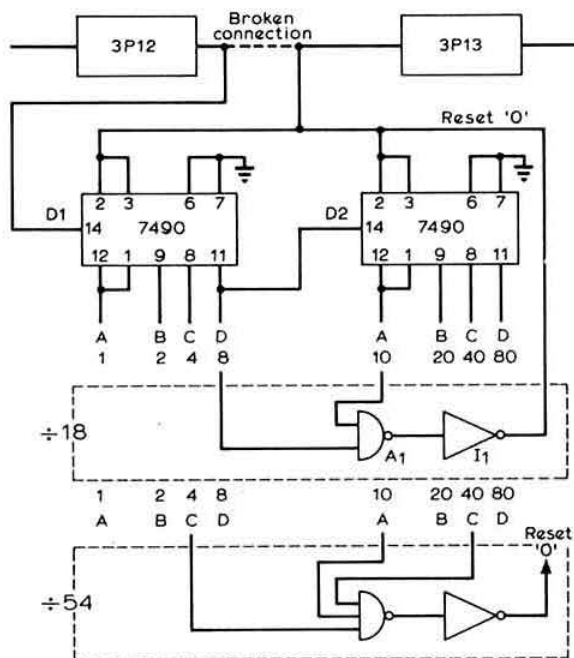 Broken
connection
3P12
3P13
Reset '0'
2 3 6 7
2 3 6 7
D1 14 7490
D2 14 7490
12 1 9 8 11
12 1 9 8 11
A B C D
A B C D
1 2 4 8
10 20 40 80
÷18
A1 I1
1 2 4 8 10 20 40 80
A B C D A B C D
Reset
'0'
÷54